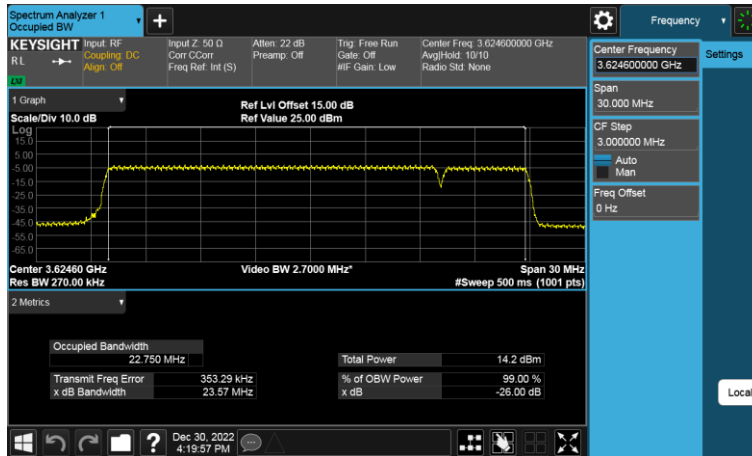 Spectrum Analyzer 1
Occupied BW
Frequency
KEYSIGHT
RL
LXI
Input: RF
Coupling: DC
Align: Off
Input Z: 50 Ω
Corr CCorr
Freq Ref: Int (S)
Atten: 22 dB
Preamp: Off
Trig: Free Run
Gate: Off
#IF Gain: Low
Center Freq: 3.624600000 GHz
Avg|Hold: 10/10
Radio Std: None
Center Frequency
3.624600000 GHz
Settings
Span
30.000 MHz
CF Step
3.000000 MHz
Auto
Man
Freq Offset
0 Hz
Local
1 Graph
Scale/Div 10.0 dB
Ref Lvl Offset 15.00 dB
Ref Value 25.00 dBm
Log
15.0
5.00
-5.00
-15.0
-25.0
-35.0
-45.0
-55.0
-65.0
Center 3.62460 GHz
Video BW 2.7000 MHz*
Span 30 MHz
Res BW 270.00 kHz
#Sweep 500 ms (1001 pts)
2 Metrics
Occupied Bandwidth
22.750 MHz
Total Power 14.2 dBm
Transmit Freq Error 353.29 kHz
% of OBW Power 99.00 %
x dB Bandwidth 23.57 MHz
x dB -26.00 dB
?
Dec 30, 2022
4:19:57 PM